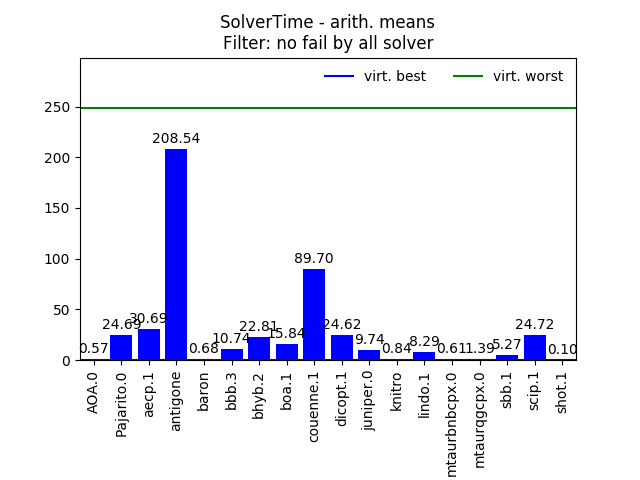 SolverTime - arith. means
Filter: no fail by all solver
virt. best
virt. worst
250
200
150
100
50
0
0.57
24.69
30.69
208.54
0.68
10.74
22.81
15.84
89.70
24.62
9.74
0.84
8.29
0.61
1.39
5.27
24.72
0.10
AOA.0
Pajarito.0
aecp.1
antigone
baron
bbb.3
bhyb.2
boa.1
couenne.1
dicopt.1
juniper.0
knitro
lindo.1
mtaurbnbcpx.0
mtaurqgcpx.0
sbb.1
scip.1
shot.1